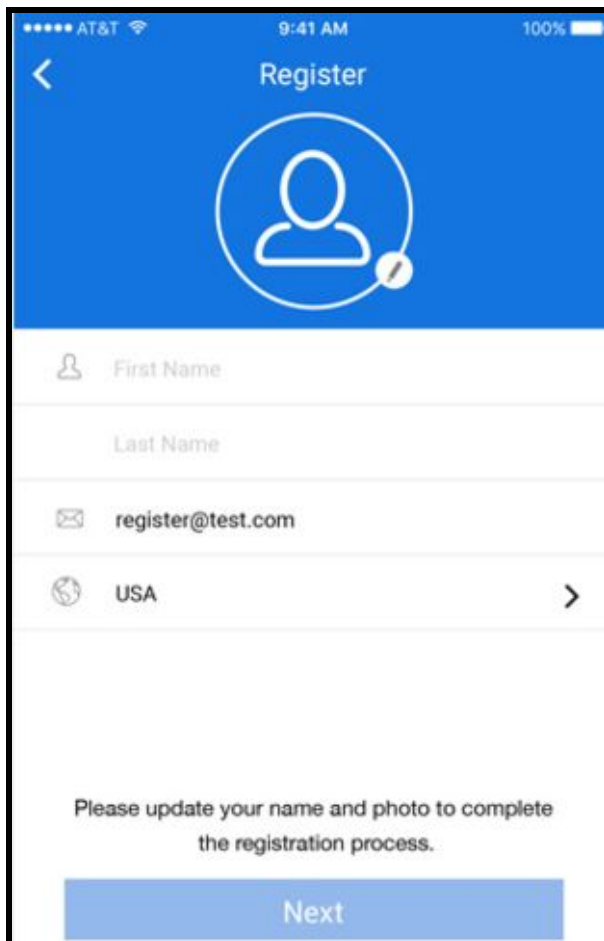 AT&T 9:41 AM 100%
Register
First Name
Last Name
register@test.com
USA
Please update your name and photo to complete
the registration process.
Next